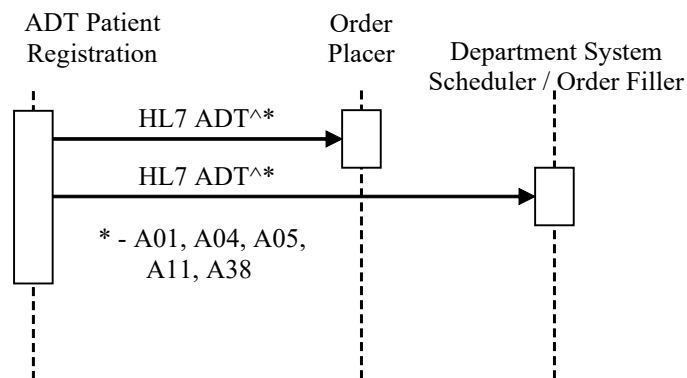 ADT Patient
Registration
Order
Placer
Department System
Scheduler / Order Filler
HL7 ADT^*
HL7 ADT^*
* - A01, A04, A05,
A11, A38